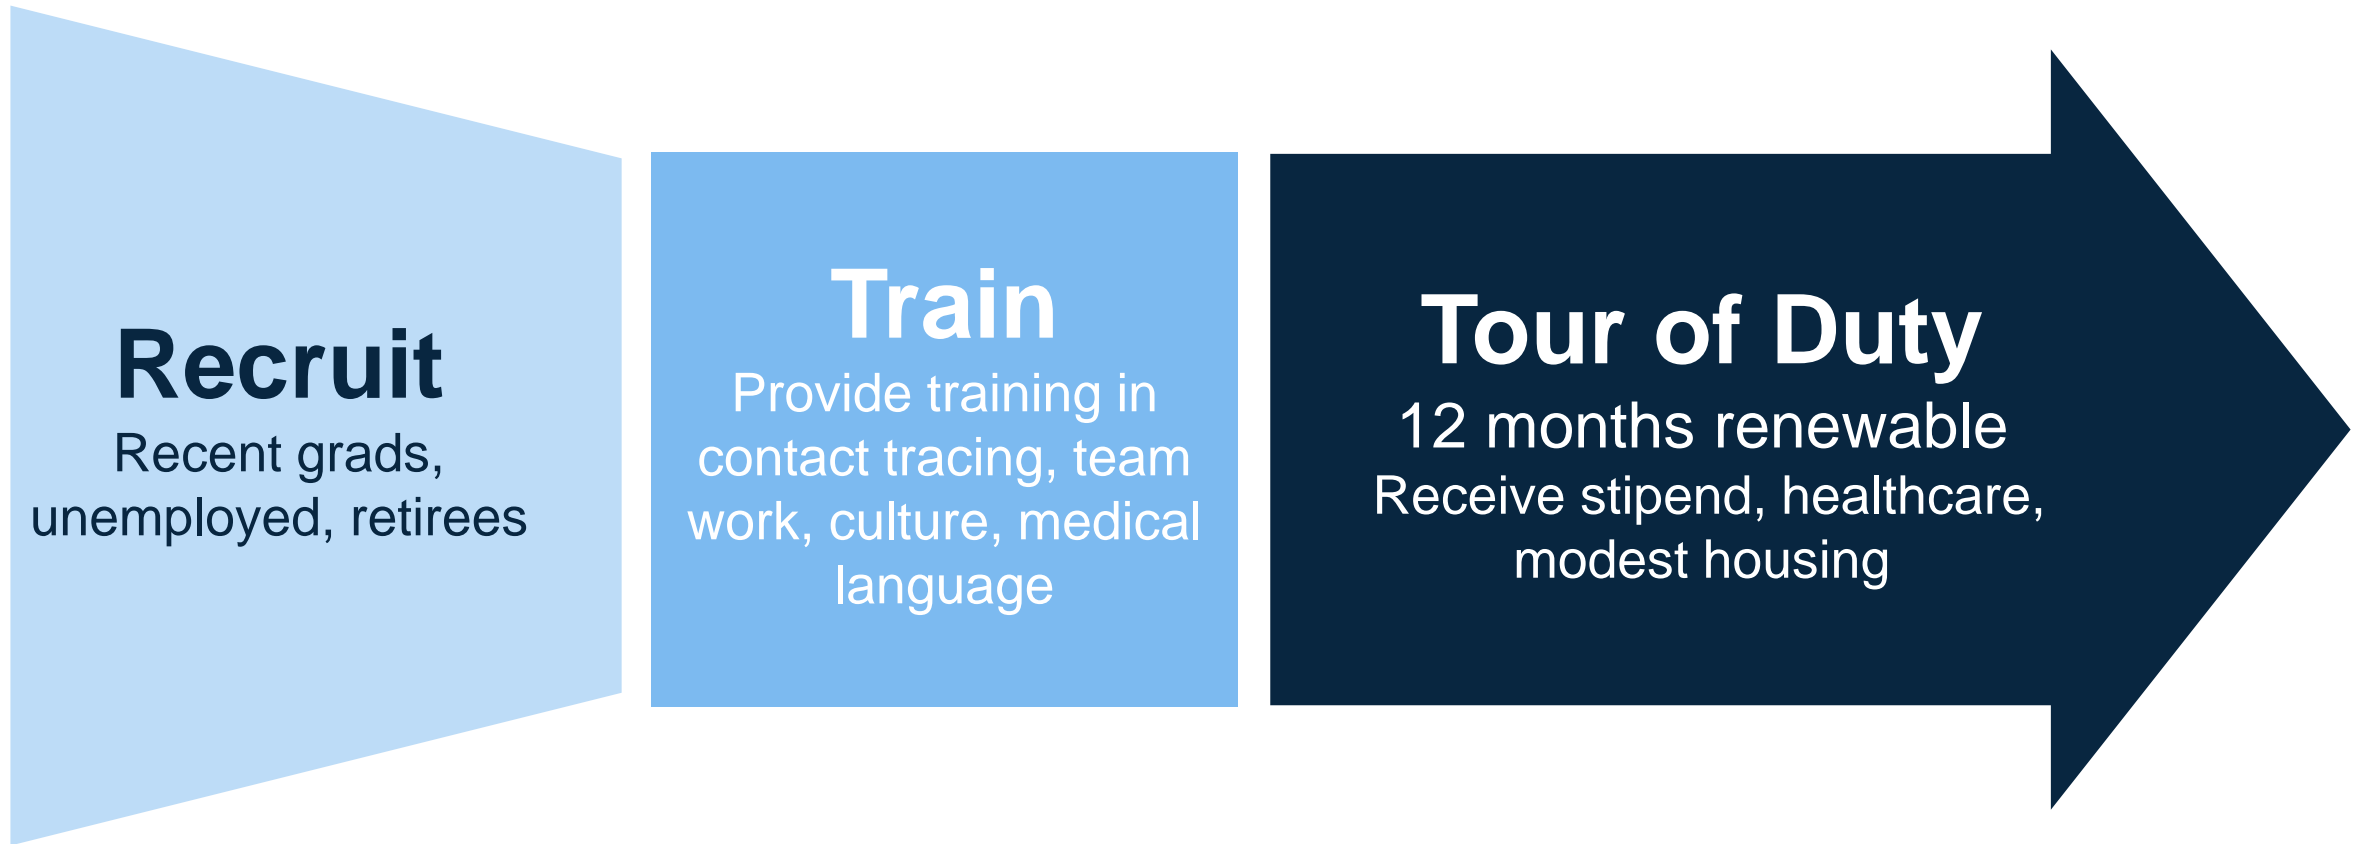 Recruit
Recent grads,
unemployed, retirees
Train
Provide training in
contact tracing, team
work, culture, medical
language
Tour of Duty
12 months renewable
Receive stipend, healthcare,
modest housing